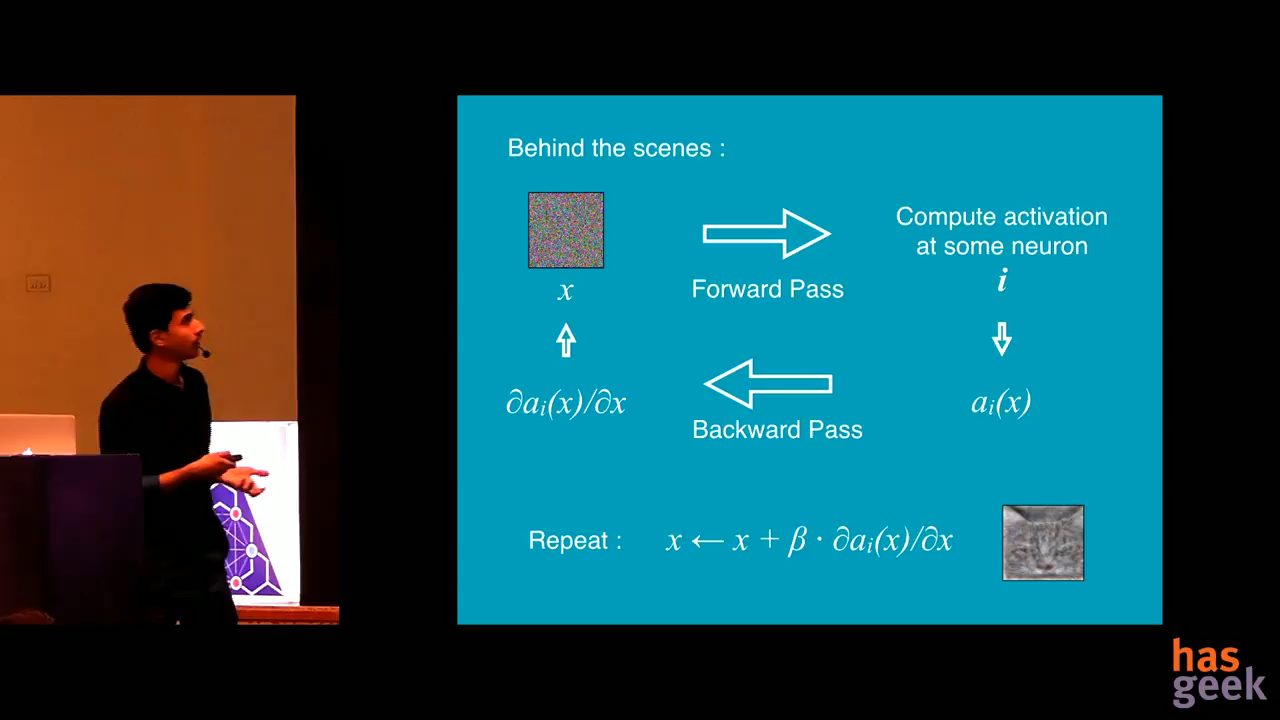 Behind the scenes :
x
Forward Pass
Compute activation
at some neuron
i
∂aᵢ(x)/∂x
Backward Pass
aᵢ(x)
Repeat :
x ← x + β · ∂aᵢ(x)/∂x
has
geek